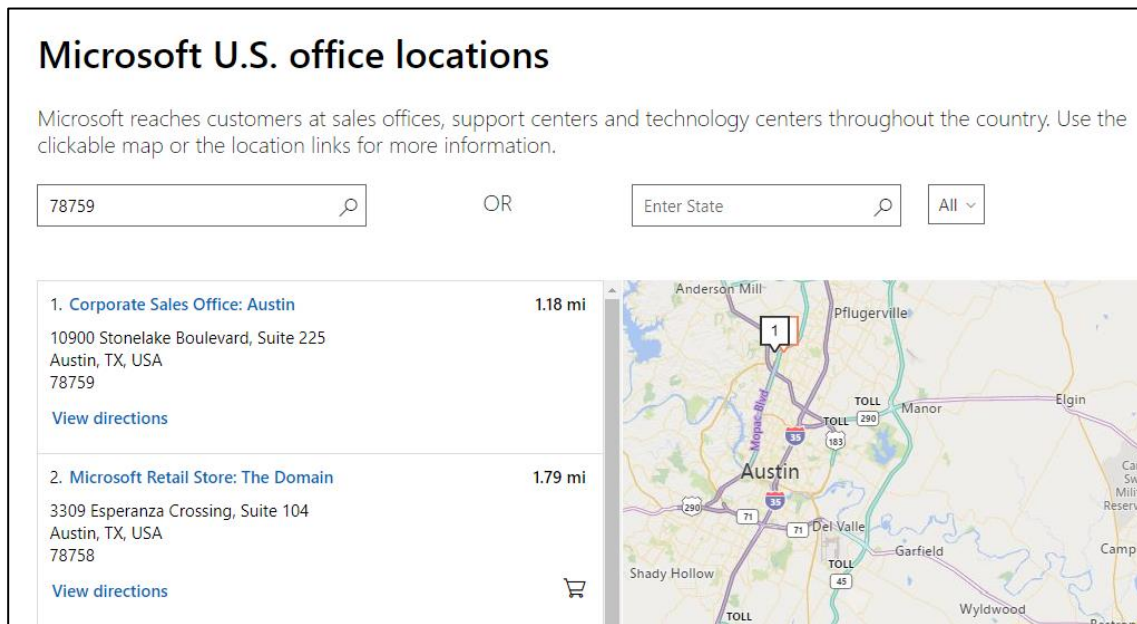 Microsoft U.S. office locations
Microsoft reaches customers at sales offices, support centers and technology centers throughout the country. Use the
clickable map or the location links for more information.
78759
OR
Enter State
All
1. Corporate Sales Office: Austin 1.18 mi
10900 Stonelake Boulevard, Suite 225
Austin, TX, USA
78759
View directions
2. Microsoft Retail Store: The Domain 1.79 mi
3309 Esperanza Crossing, Suite 104
Austin, TX, USA
78758
View directions
Anderson Mill
Pflugerville
1
Mopac Blvd
TOLL
290
Manor
Elgin
TOLL
183
35
Austin
35
290
71
71
Del Valle
Garfield
TOLL
45
Shady Hollow
Wyldwood
TOLL